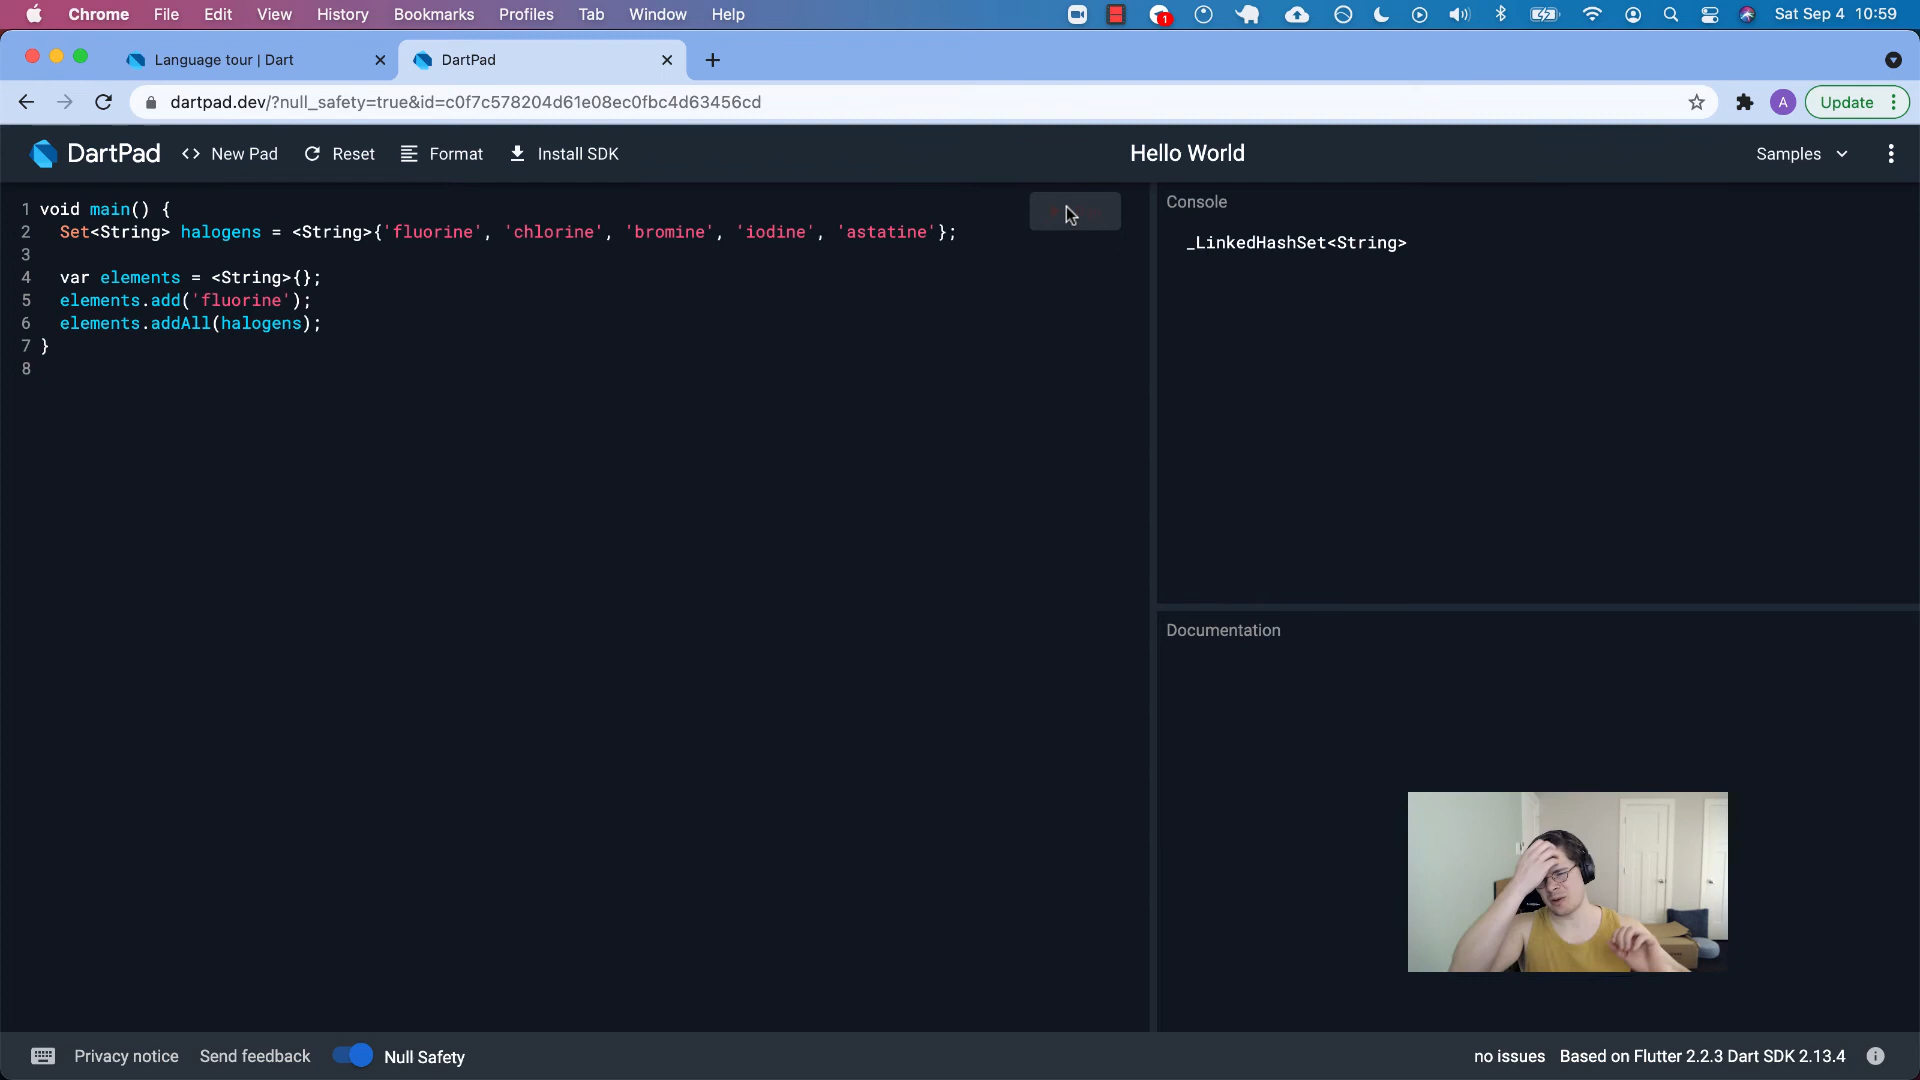 Chrome File Edit View History Bookmarks Profiles Tab Window Help 1 Sat Sep 4 10:59
Language tour | Dart DartPad
dartpad.dev/?null_safety=true&id=c0f7c578204d61e08ec0fbc4d63456cd A Update
DartPad <> New Pad Reset Format Install SDK Hello World Samples
1 void main() {
2 Set<String> halogens = <String>{'fluorine', 'chlorine', 'bromine', 'iodine', 'astatine'};
3
4 var elements = <String>{};
5 elements.add('fluorine');
6 elements.addAll(halogens);
7 }
8
Console
_LinkedHashSet<String>
Documentation
Privacy notice Send feedback Null Safety no issues Based on Flutter 2.2.3 Dart SDK 2.13.4